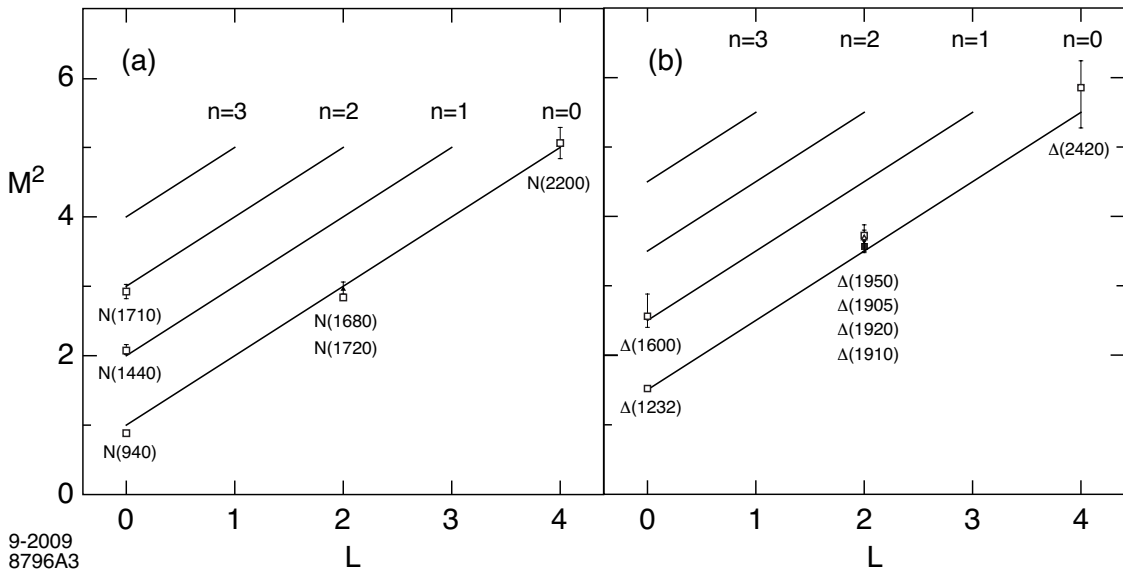 (a)
n=3 n=2 n=1 n=0
N(2200)
N(1710)
N(1680)
N(1440)
N(1720)
N(940)
M²
6
4
2
0
0 1 2 3 4
L
n=3 n=2 n=1 n=0
(b)
Δ(2420)
Δ(1950)
Δ(1905)
Δ(1600)
Δ(1920)
Δ(1910)
Δ(1232)
0 1 2 3 4
L
9-2009
8796A3